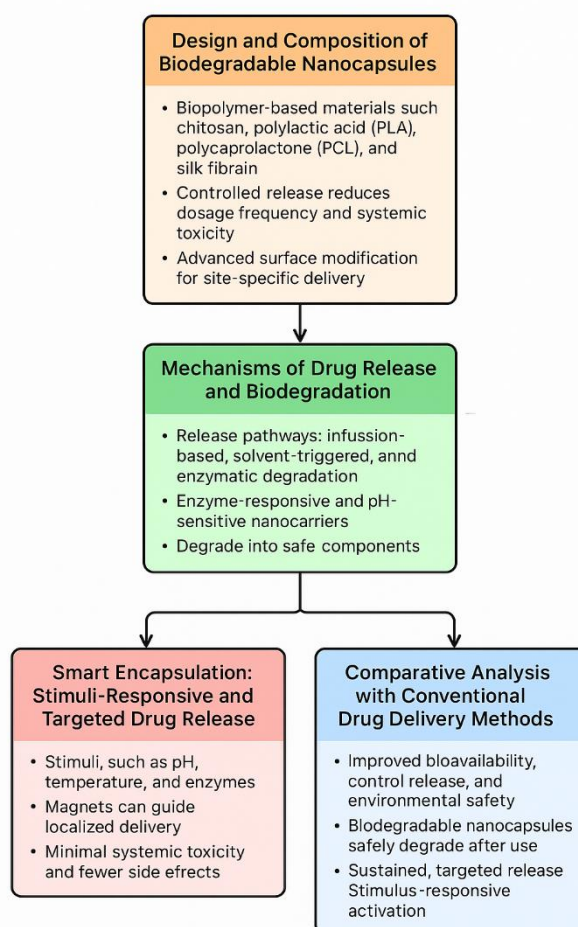 Design and Composition of
Biodegradable Nanocapsules
• Biopolymer-based materials such
chitosan, polylactic acid (PLA),
polycaprolactone (PCL), and
silk fibrain
• Controlled release reduces
dosage frequency and systemic
toxicity
• Advanced surface modification
for site-specific delivery
Mechanisms of Drug Release
and Biodegradation
• Release pathways: infussion-
based, solvent-triggered, annd
enzymatic degradation
• Enzyme-responsive and pH-
sensitive nanocarriers
• Degrade into safe components
Smart Encapsulation:
Stimuli-Responsive and
Targeted Drug Release
• Stimuli, such as pH,
temperature, and enzymes
• Magnets can guide
localized delivery
• Minimal systemic toxicity
and fewer side efrects
Comparative Analysis
with Conventional
Drug Delivery Methods
• Improved bioavailability,
control release, and
environmental safety
• Biodegradable nanocapsules
safely degrade after use
• Sustained, targeted release
Stimulus-responsive
activation